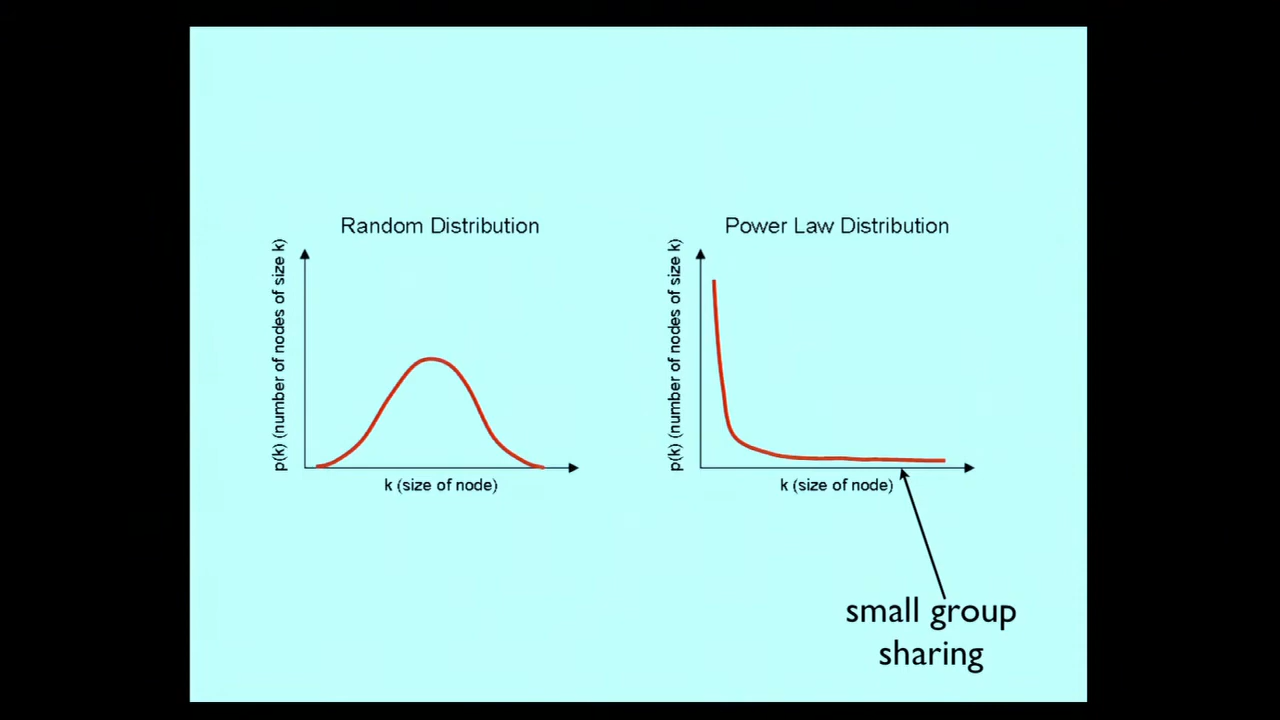 Random Distribution
p(k) (number of nodes of size k)
k (size of node)
Power Law Distribution
p(k) (number of nodes of size k)
k (size of node)
small group
sharing